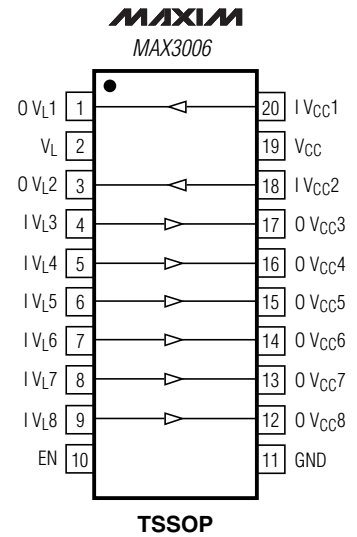 MAXIM
MAX3006
O VL1 1 20 I VCC1
VL 2 19 VCC
O VL2 3 18 I VCC2
I VL3 4 17 O VCC3
I VL4 5 16 O VCC4
I VL5 6 15 O VCC5
I VL6 7 14 O VCC6
I VL7 8 13 O VCC7
I VL8 9 12 O VCC8
EN 10 11 GND
TSSOP